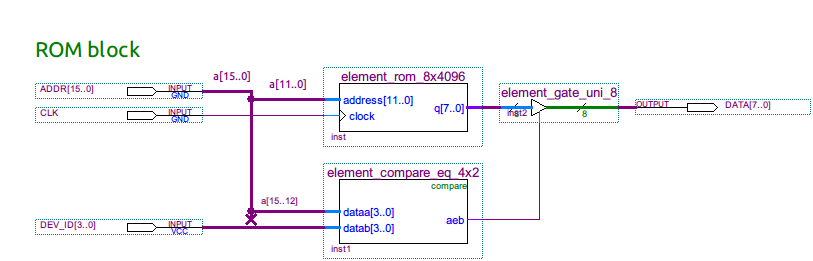 ROM block
a[15..0]
a[11..0]
element_rom_8x4096
address[11..0]
q[7..0]
clock
inst
element_gate_uni_8
8
inst2
8
ADDR[15..0]
INPUT
GND
CLK
INPUT
GND
OUTPUT
DATA[7..0]
element_compare_eq_4x2
compare
a[15..12]
dataa[3..0]
aeb
datab[3..0]
inst1
DEV_ID[3..0]
INPUT
VCC